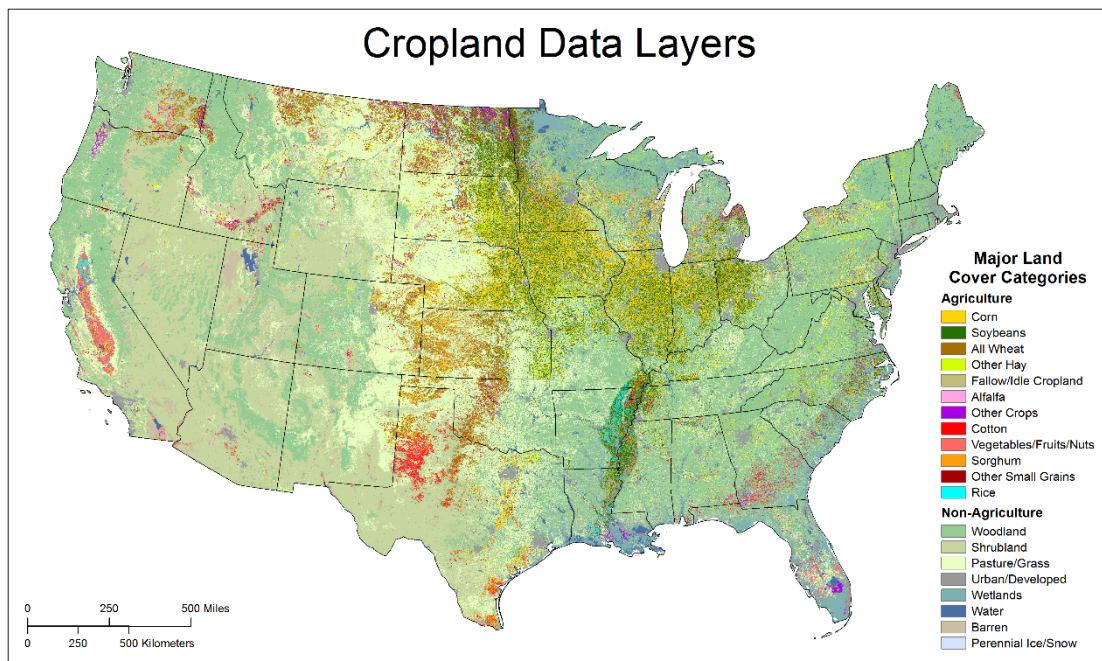 Cropland Data Layers
Major Land
Cover Categories
Agriculture
Corn
Soybeans
All Wheat
Other Hay
Fallow/Idle Cropland
Alfalfa
Other Crops
Cotton
Vegetables/Fruits/Nuts
Sorghum
Other Small Grains
Rice
Non-Agriculture
Woodland
Shrubland
Pasture/Grass
Urban/Developed
Wetlands
Water
Barren
Perennial Ice/Snow
0 250 500 Miles
0 250 500 Kilometers